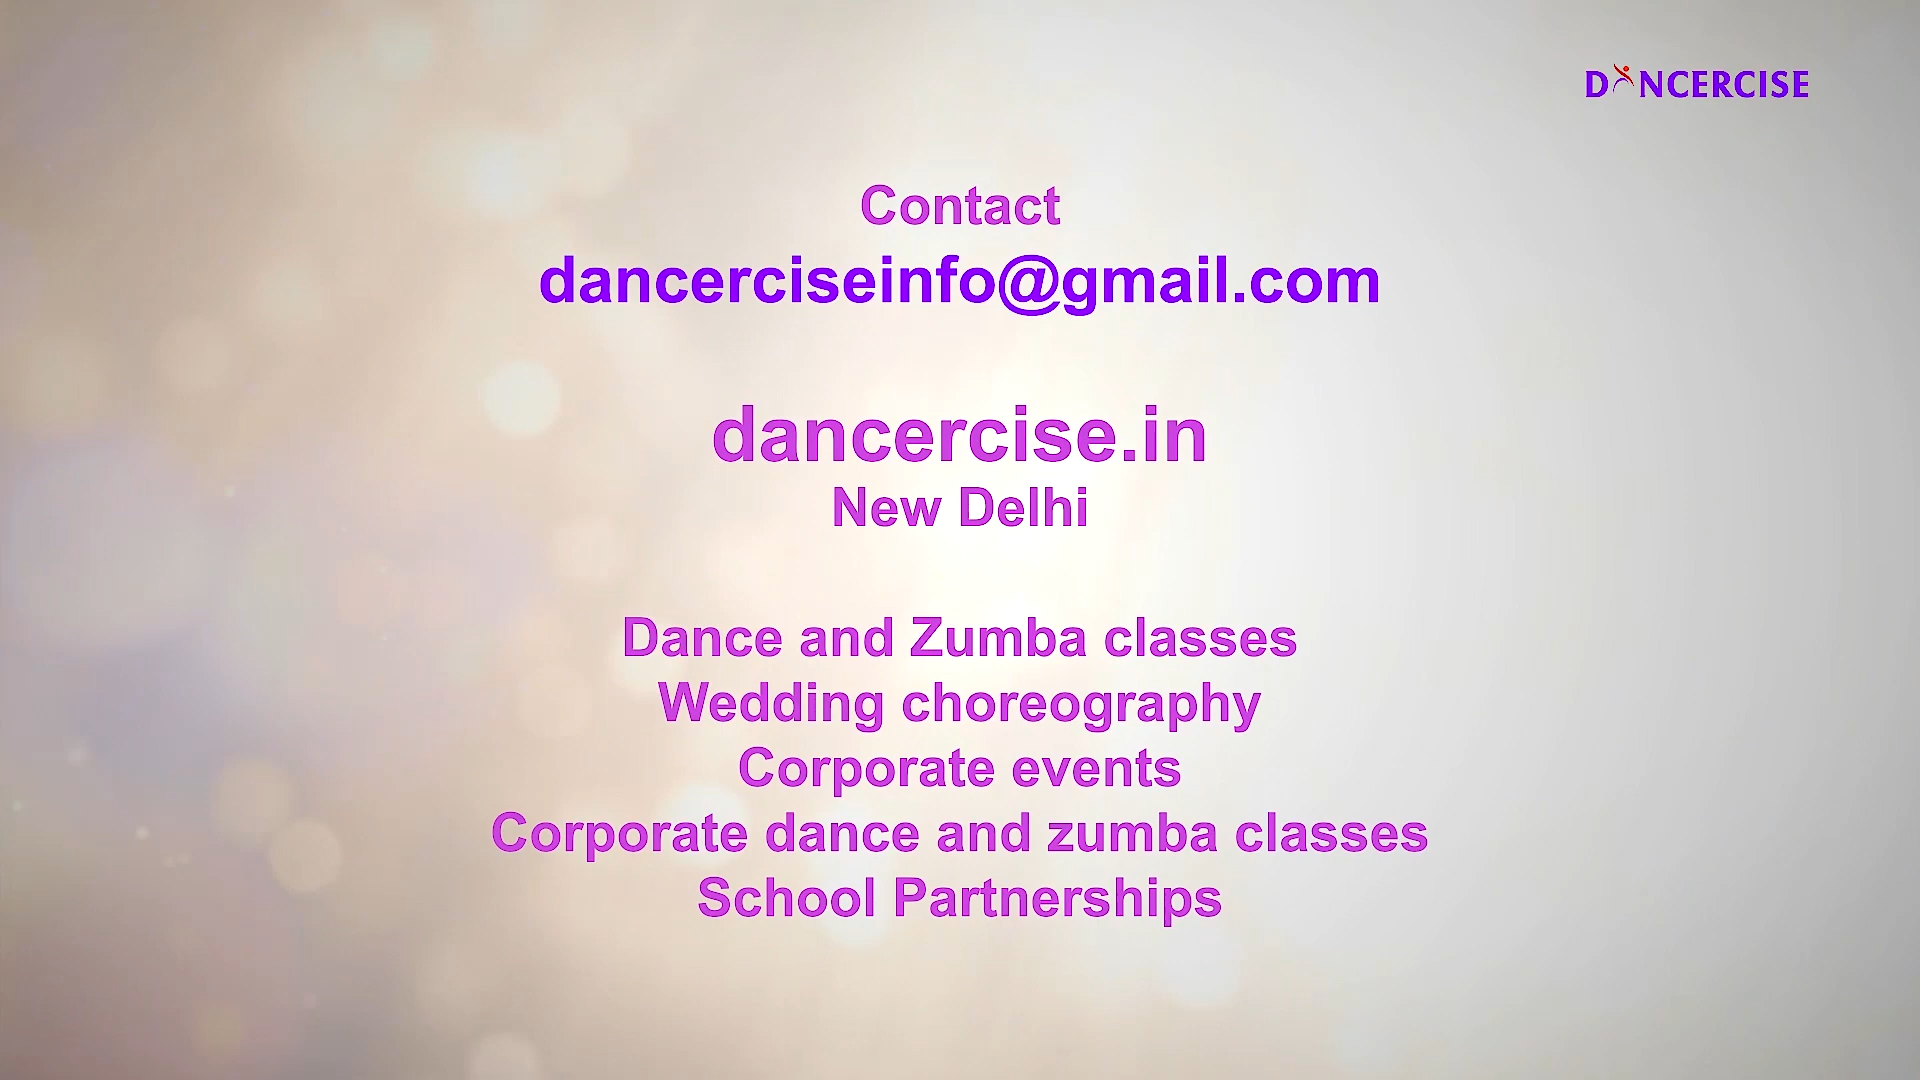 DANCERCISE
Contact
dancerciseinfo@gmail.com
dancercise.in
New Delhi
Dance and Zumba classes
Wedding choreography
Corporate events
Corporate dance and zumba classes
School Partnerships